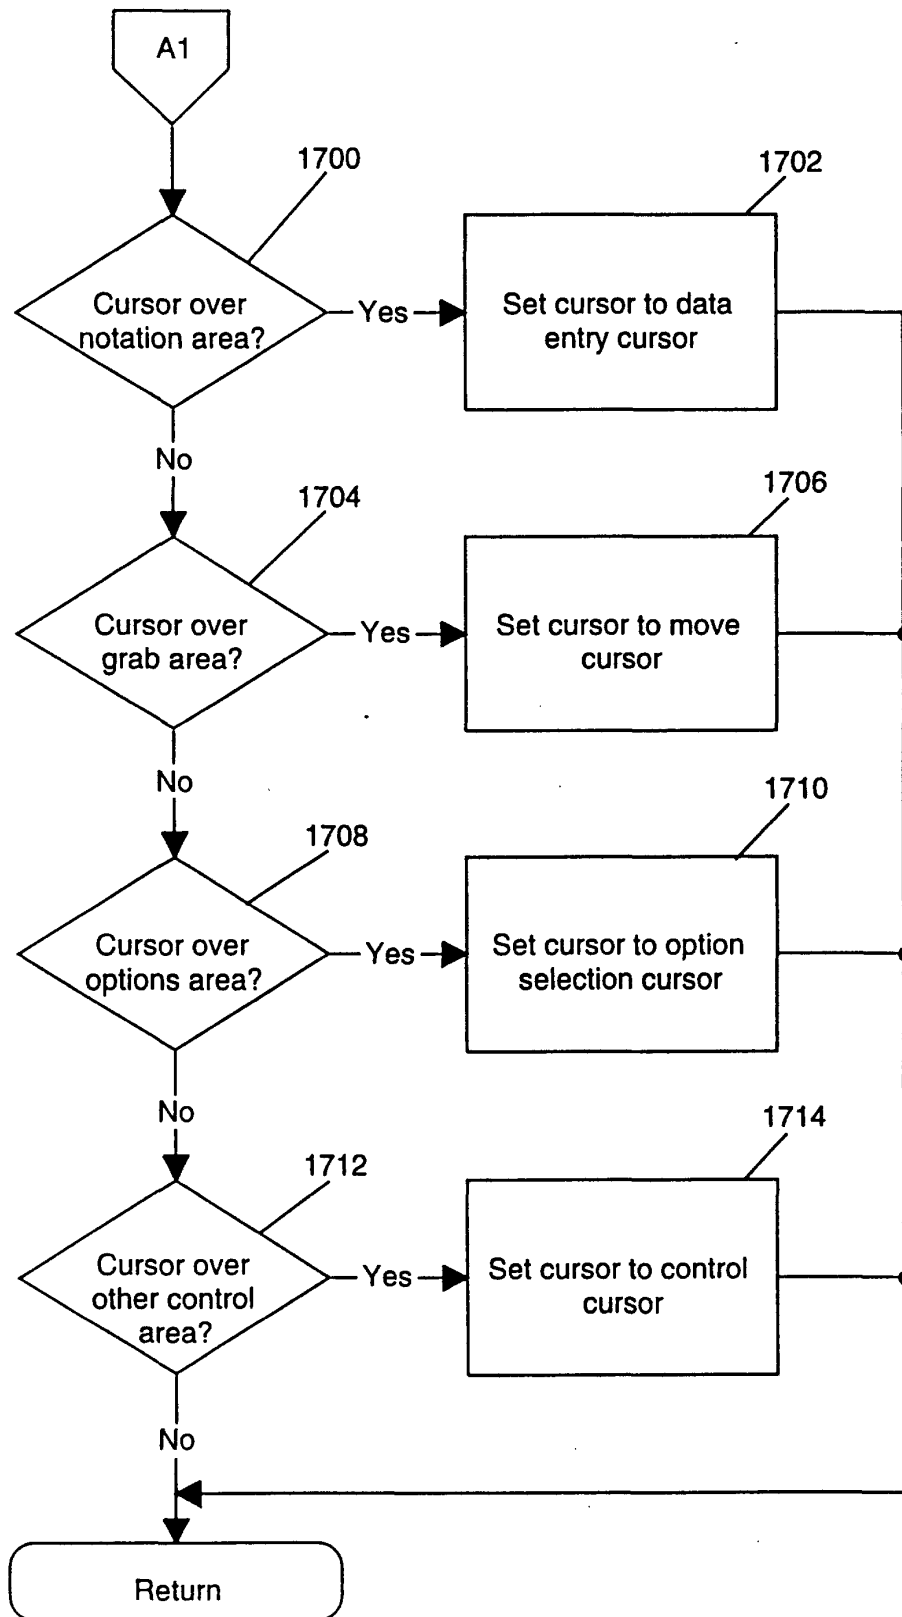 A1
1700
1702
Cursor over
notation area?
Yes
Set cursor to data
entry cursor
No
1704
1706
Cursor over
grab area?
Yes
Set cursor to move
cursor
No
1708
1710
Cursor over
options area?
Yes
Set cursor to option
selection cursor
No
1712
1714
Cursor over
other control
area?
Yes
Set cursor to control
cursor
No
Return